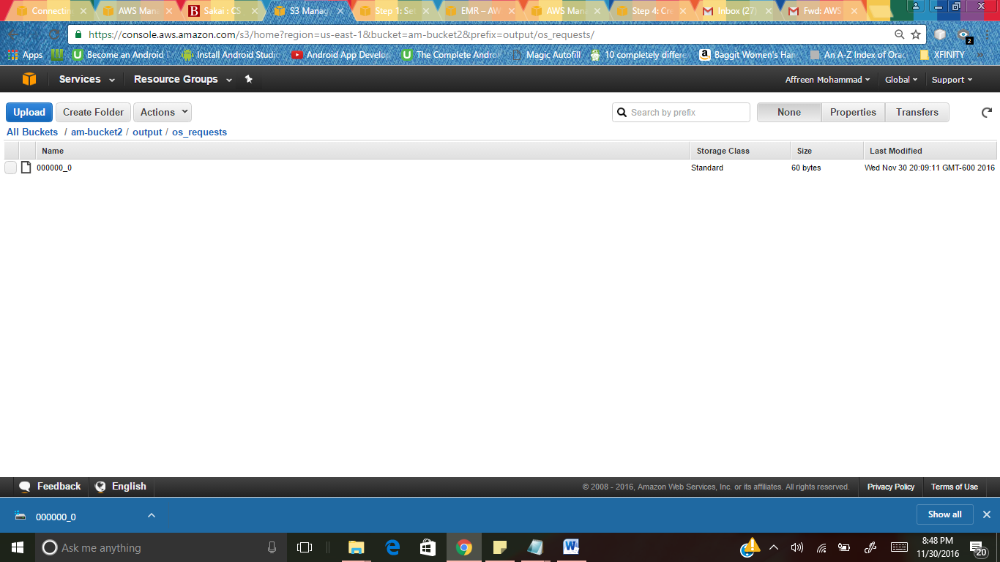 Connectin AWS Mana Sakai : CS S3 Manag Step 1: Set EMR – AW AWS Mana Step 4: Cre Inbox (27) Fwd: AWS
https://console.aws.amazon.com/s3/home?region=us-east-1&bucket=am-bucket2&prefix=output/os_requests/
2
Apps Become an Android D Install Android Studio Android App Develop The Complete Andro Magic Autofill 10 completely differe Baggit Women's Han An A-Z Index of Orac XFINITY »
Services Resource Groups Affreen Mohammad Global Support
Upload Create Folder Actions Search by prefix None Properties Transfers
All Buckets / am-bucket2 / output / os_requests
Name Storage Class Size Last Modified
000000_0 Standard 60 bytes Wed Nov 30 20:09:11 GMT-600 2016
Feedback English © 2008 - 2016, Amazon Web Services, Inc. or its affiliates. All rights reserved. Privacy Policy Terms of Use
000000_0 Show all
Ask me anything 8:48 PM
11/30/2016 20